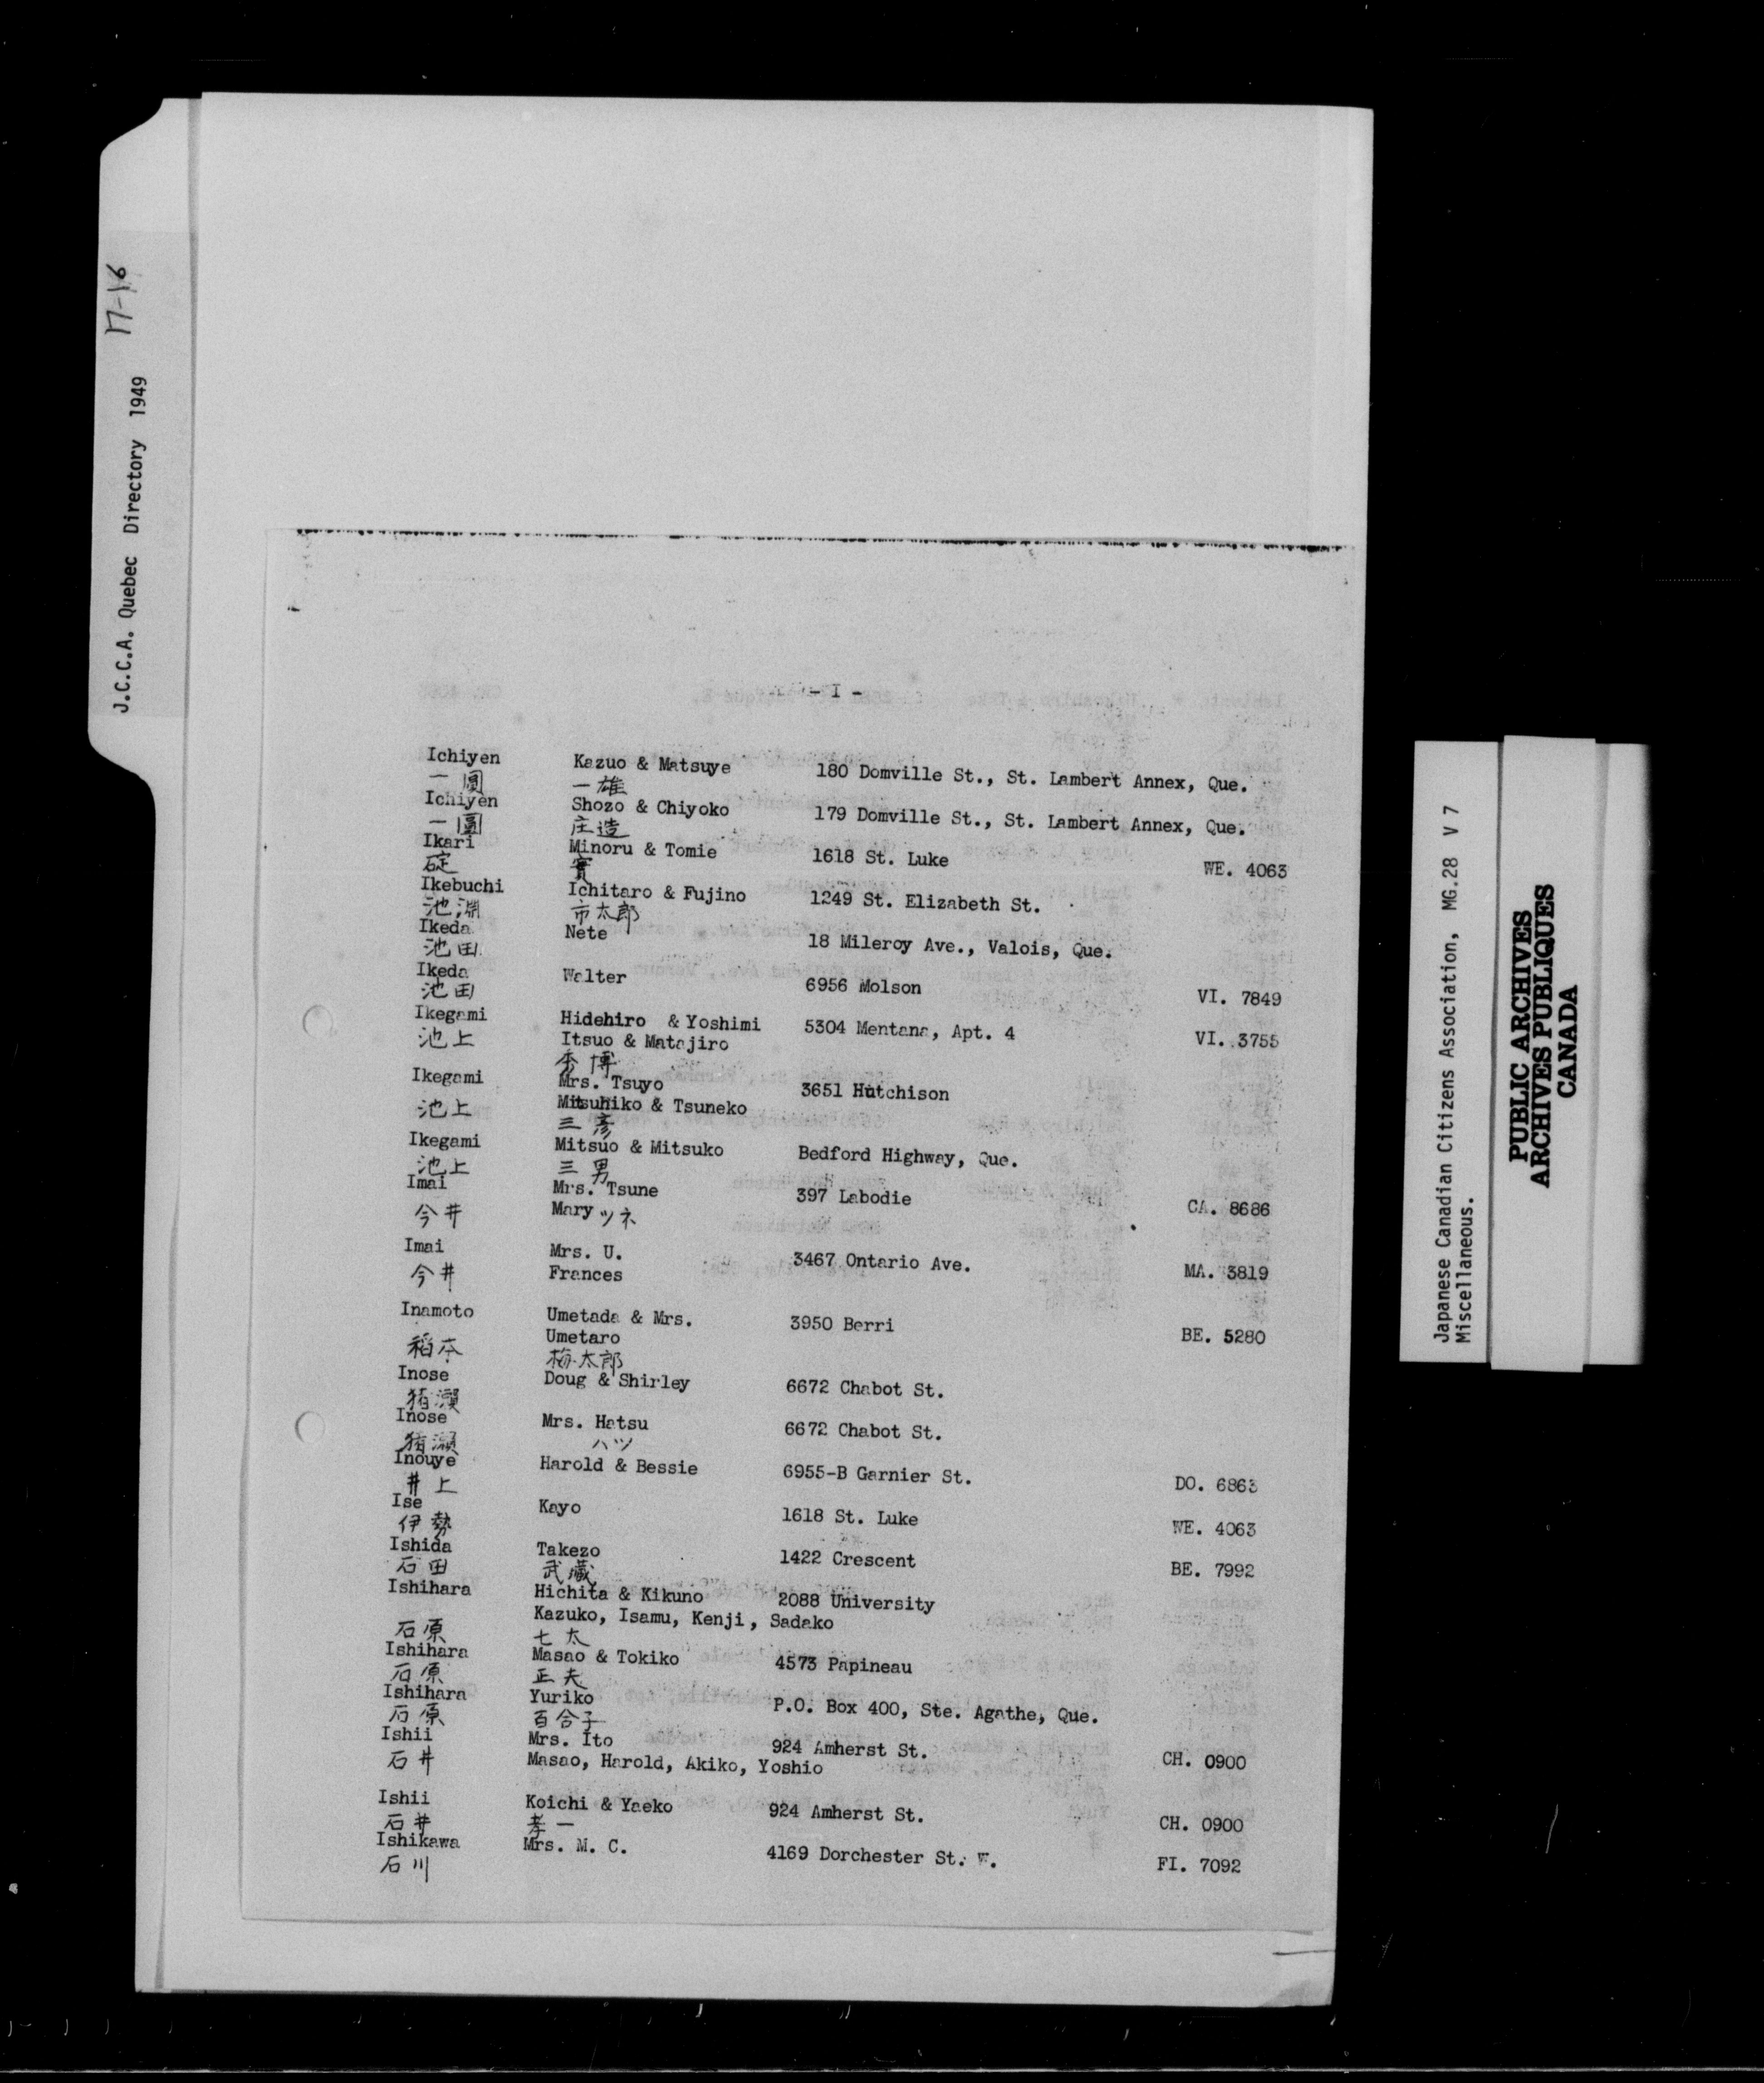 J.C.C.A. Quebec Directory 1949 17-16
- I -
Ichiyen Kazuo & Matsuye 180 Domville St., St. Lambert Annex, Que.
一圓 一雄
Ichiyen Shozo & Chiyoko 179 Domville St., St. Lambert Annex, Que.
一圓 庄造
Ikari Minoru & Tomie 1618 St. Luke WE. 4063
碇 實
Ikebuchi Ichitaro & Fujino 1249 St. Elizabeth St.
池淵 市太郎
Ikeda Nete 18 Mileroy Ave., Valois, Que.
池田
Ikeda Walter 6956 Molson VI. 7849
池田
Ikegami Hidehiro & Yoshimi 5304 Mentana, Apt. 4 VI. 3755
池上 Itsuo & Matajiro
秀博
Ikegami Mrs. Tsuyo 3651 Hutchison
池上 Mitsuhiko & Tsuneko
三彦
Ikegami Mitsuo & Mitsuko Bedford Highway, Que.
池上 三男
Imai Mrs. Tsune 397 Labodie CA. 8686
今井 Mary ツネ
Imai Mrs. U. 3467 Ontario Ave. MA. 3819
今井 Frances
Inamoto Umetada & Mrs. 3950 Berri BE. 5280
Umetaro
稲本 梅太郎
Inose Doug & Shirley 6672 Chabot St.
猪瀬
Inose Mrs. Hatsu 6672 Chabot St.
猪瀬 ハツ
Inouye Harold & Bessie 6955-B Garnier St. DO. 6863
井上
Ise Kayo 1618 St. Luke WE. 4063
伊勢
Ishida Takezo 1422 Crescent BE. 7992
石田 武蔵
Ishihara Hichita & Kikuno 2088 University
Kazuko, Isamu, Kenji, Sadako
石原 七太
Ishihara Masao & Tokiko 4573 Papineau
石原 正夫
Ishihara Yuriko P.O. Box 400, Ste. Agathe, Que.
石原 百合子
Ishii Mrs. Ito 924 Amherst St. CH. 0900
石井 Masao, Harold, Akiko, Yoshio
Ishii Koichi & Yaeko 924 Amherst St. CH. 0900
石井 孝一
Ishikawa Mrs. M. C. 4169 Dorchester St. W. FI. 7092
石川
Japanese Canadian Citizens Association, MG.28 V 7
Miscellaneous.
PUBLIC ARCHIVES
ARCHIVES PUBLIQUES
CANADA